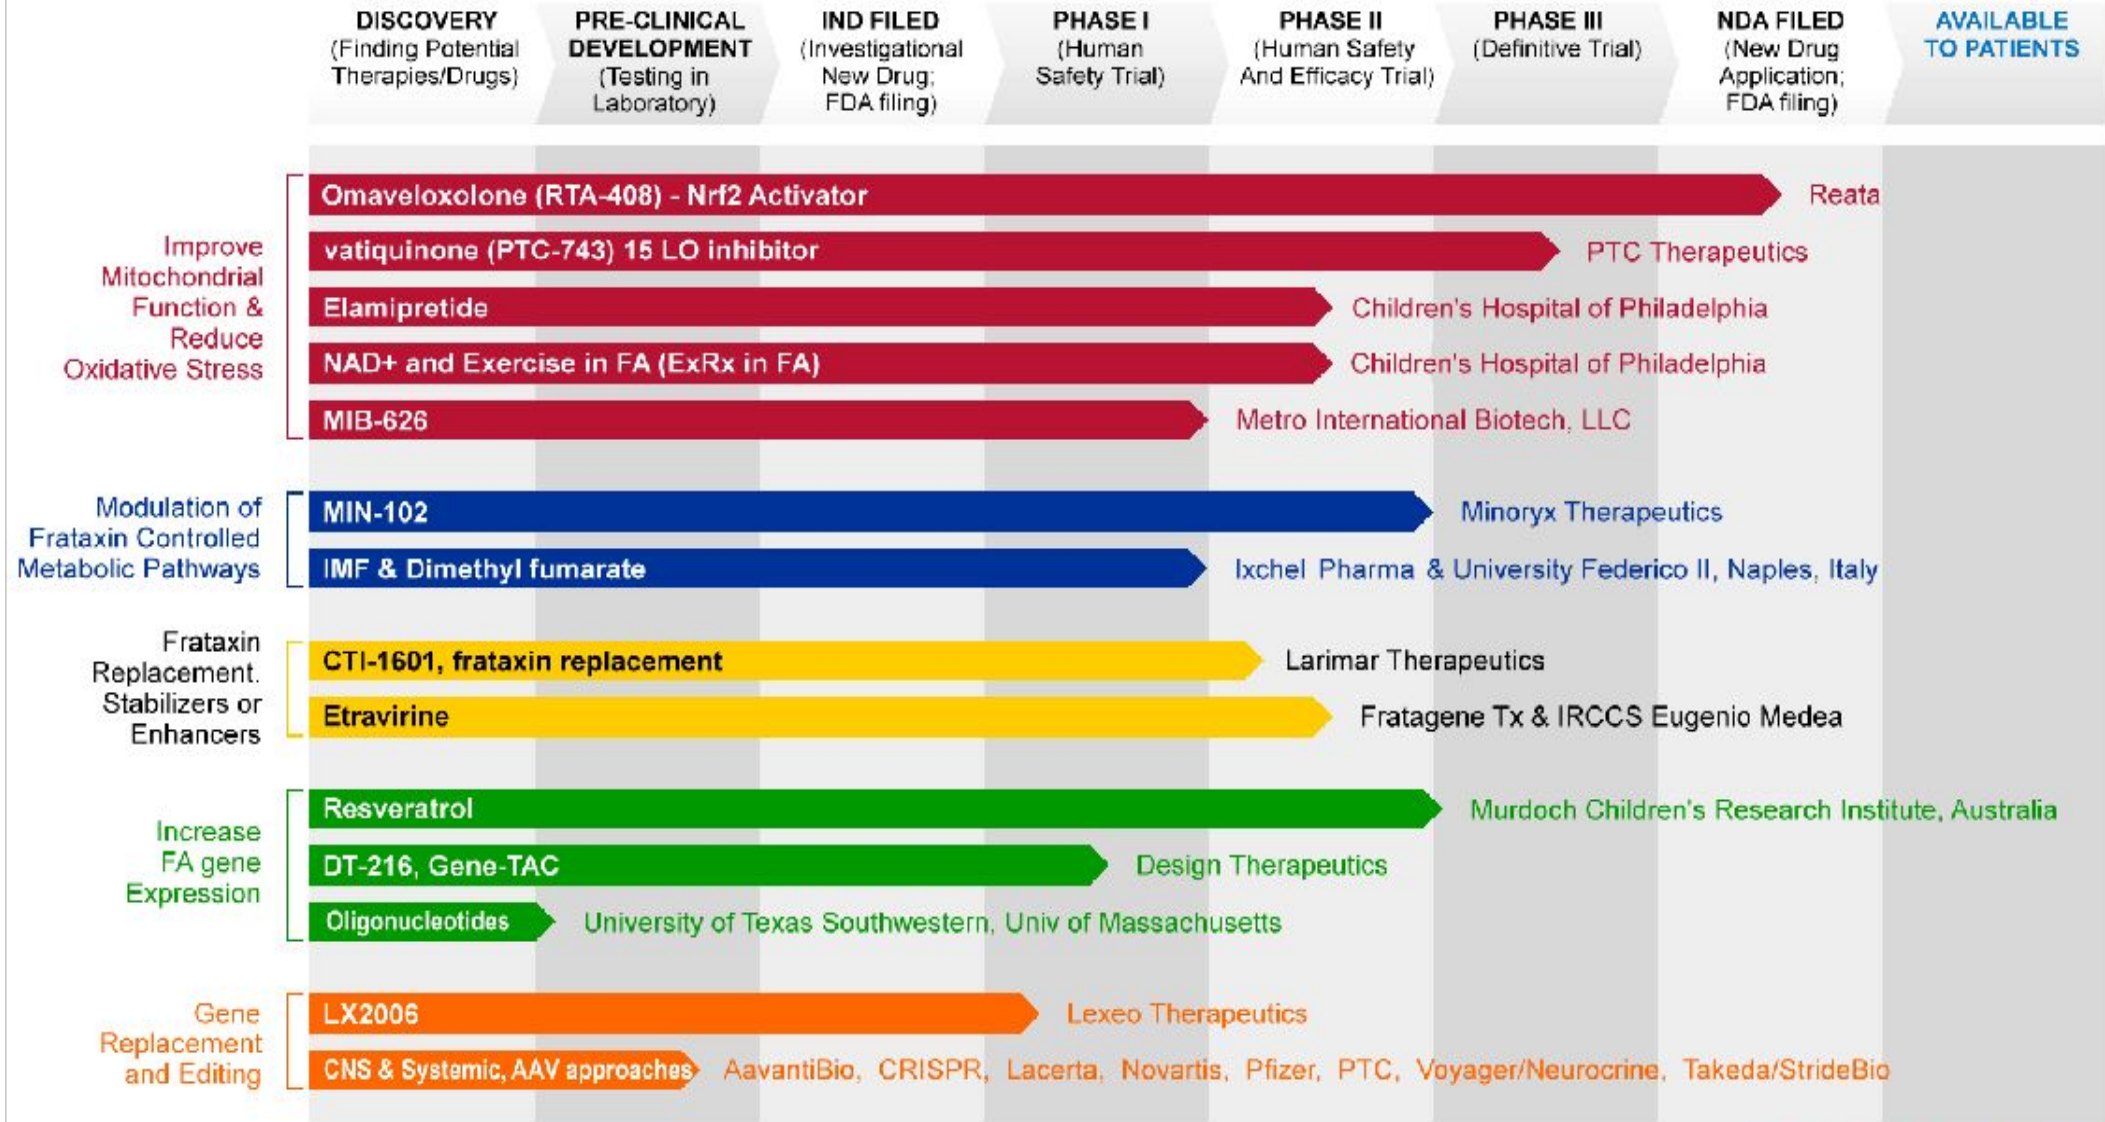 DISCOVERY
(Finding Potential
Therapies/Drugs)
PRE-CLINICAL
DEVELOPMENT
(Testing in
Laboratory)
IND FILED
(Investigational
New Drug;
FDA filing)
PHASE I
(Human
Safety Trial)
PHASE II
(Human Safety
And Efficacy Trial)
PHASE III
(Definitive Trial)
NDA FILED
(New Drug
Application;
FDA filing)
AVAILABLE
TO PATIENTS
Improve
Mitochondrial
Function &
Reduce
Oxidative Stress
Omaveloxolone (RTA-408) - Nrf2 Activator
Reata
vatiquinone (PTC-743) 15 LO inhibitor
PTC Therapeutics
Elamipretide
Children's Hospital of Philadelphia
NAD+ and Exercise in FA (ExRx in FA)
Children's Hospital of Philadelphia
MIB-626
Metro International Biotech, LLC
Modulation of
Frataxin Controlled
Metabolic Pathways
MIN-102
Minoryx Therapeutics
IMF & Dimethyl fumarate
Ixchel Pharma & University Federico II, Naples, Italy
Frataxin
Replacement.
Stabilizers or
Enhancers
CTI-1601, frataxin replacement
Larimar Therapeutics
Etravirine
Fratagene Tx & IRCCS Eugenio Medea
Increase
FA gene
Expression
Resveratrol
Murdoch Children's Research Institute, Australia
DT-216, Gene-TAC
Design Therapeutics
Oligonucleotides
University of Texas Southwestern, Univ of Massachusetts
Gene
Replacement
and Editing
LX2006
Lexeo Therapeutics
CNS & Systemic, AAV approaches
AavantiBio, CRISPR, Lacerta, Novartis, Pfizer, PTC, Voyager/Neurocrine, Takeda/StrideBio